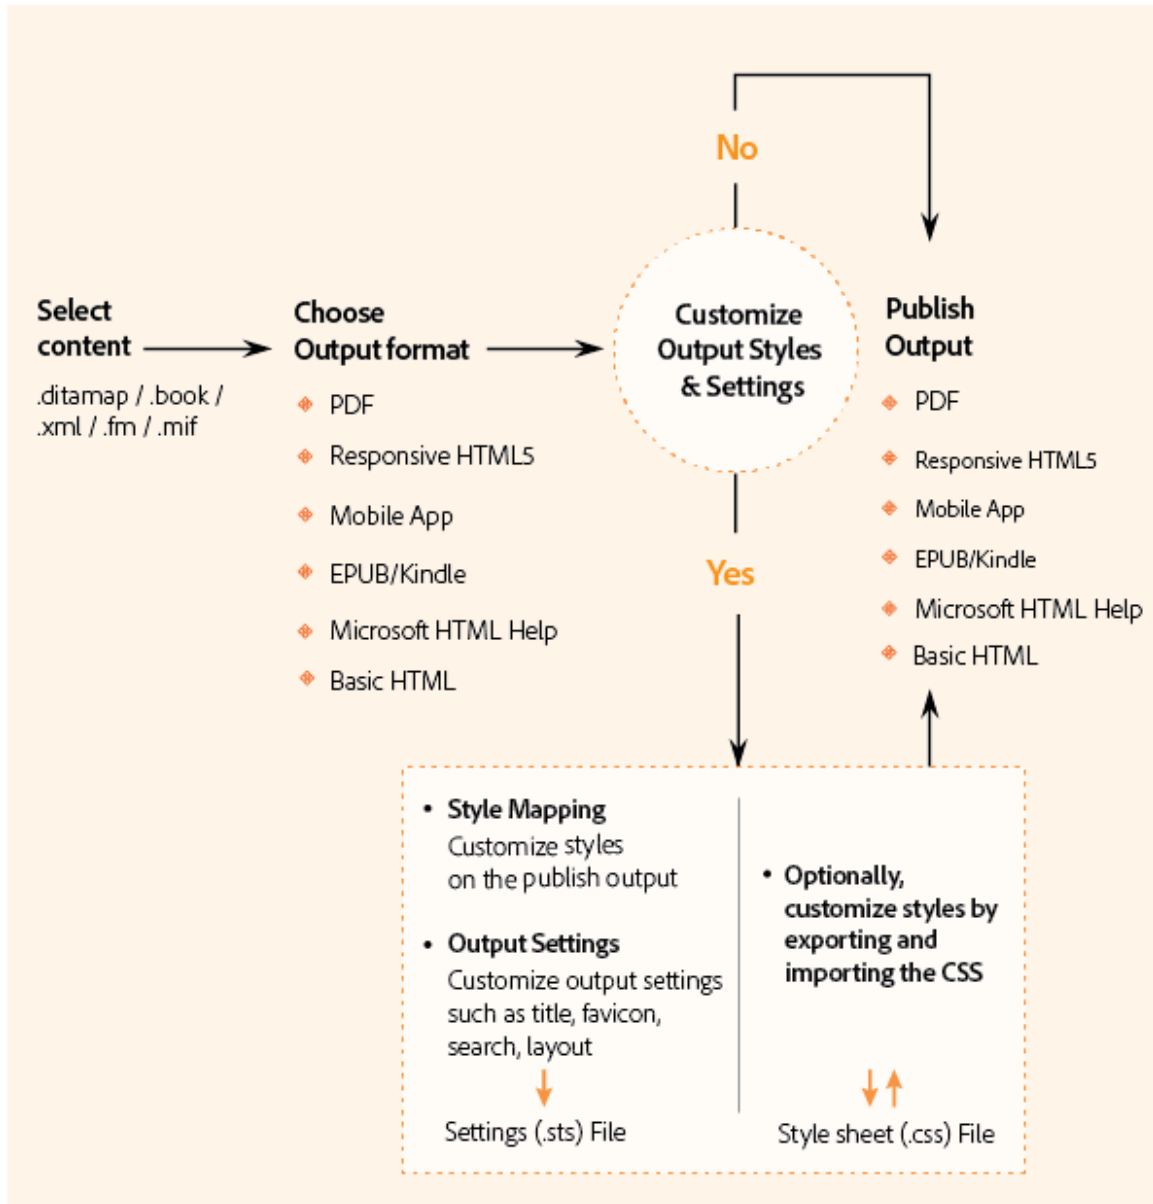 No
Select
content
.ditamap / .book /
.xml / .fm / .mif
Choose
Output format
PDF
Responsive HTML5
Mobile App
EPUB/Kindle
Microsoft HTML Help
Basic HTML
Customize
Output Styles
& Settings
Yes
Publish
Output
PDF
Responsive HTML5
Mobile App
EPUB/Kindle
Microsoft HTML Help
Basic HTML
• Style Mapping
Customize styles
on the publish output
• Output Settings
Customize output settings
such as title, favicon,
search, layout
Settings (.sts) File
• Optionally,
customize styles by
exporting and
importing the CSS
Style sheet (.css) File